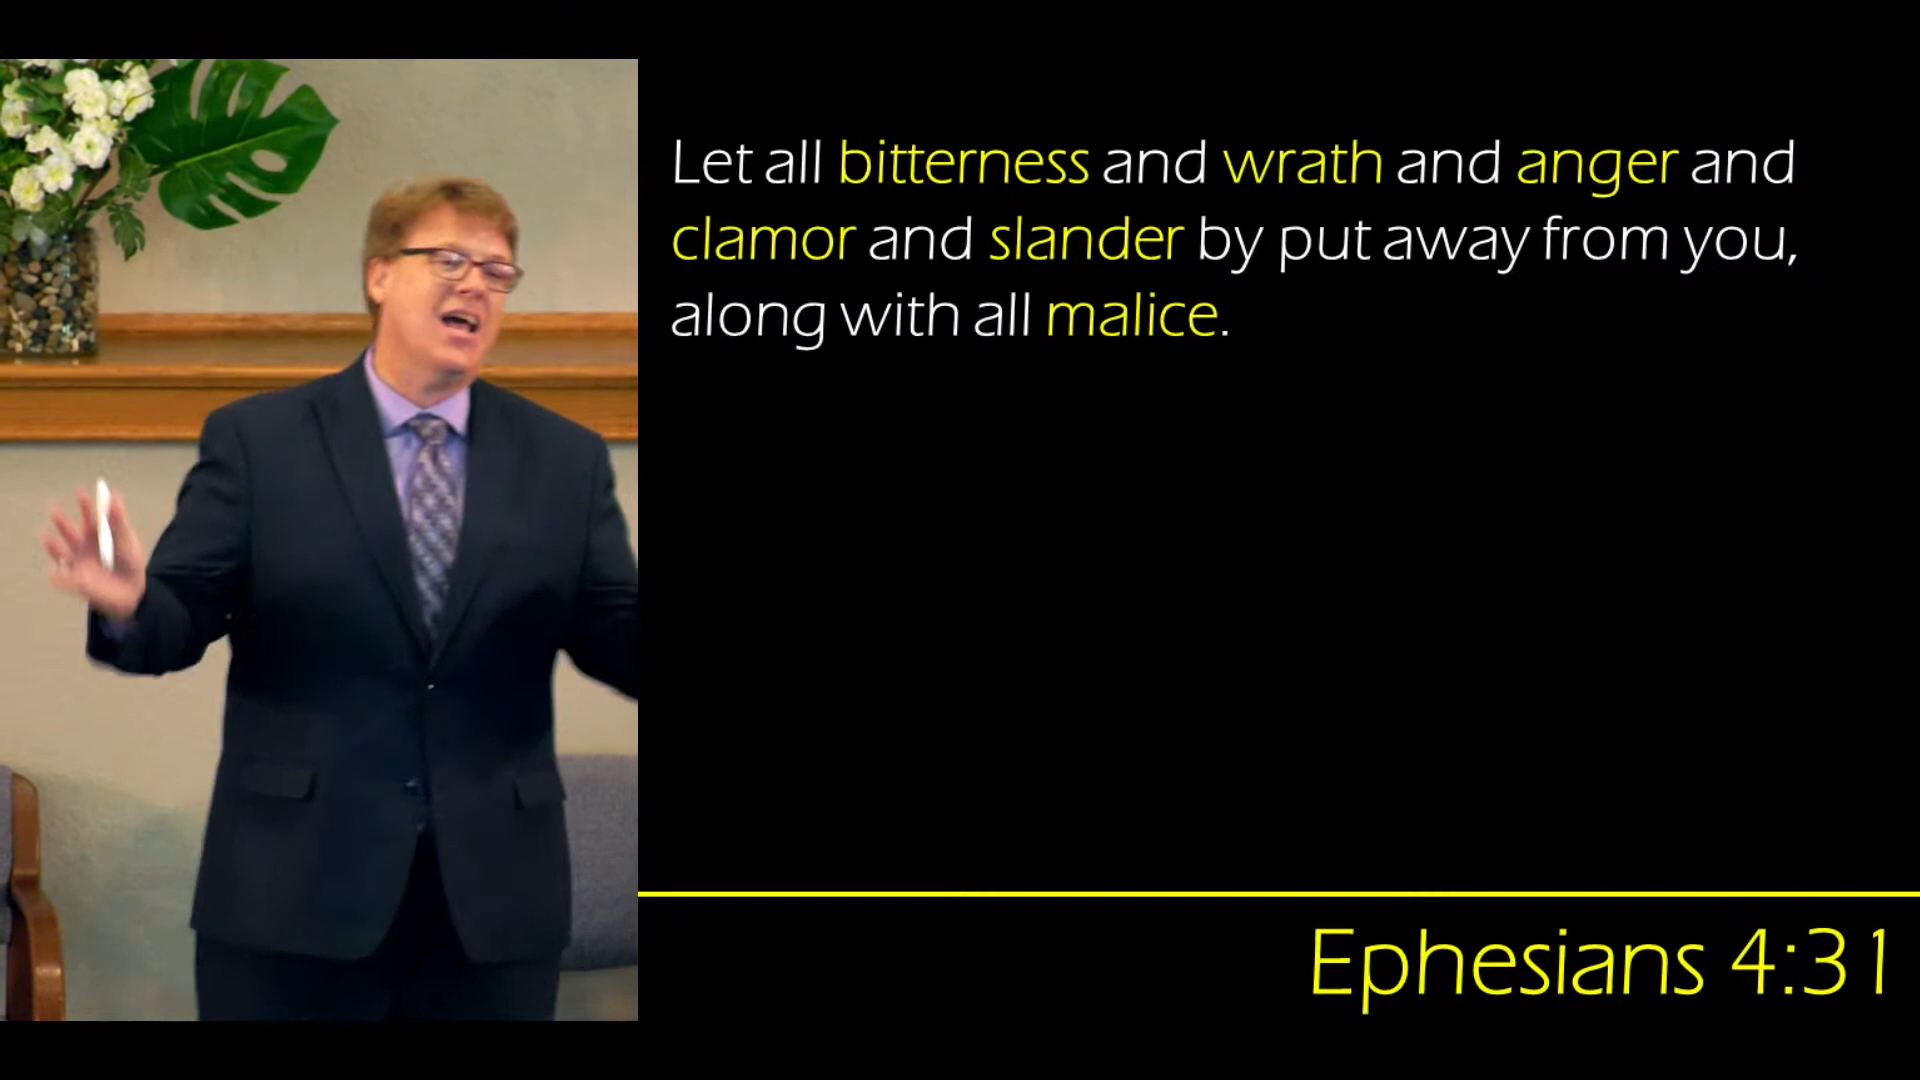 Let all bitterness and wrath and anger and
clamor and slander by put away from you,
along with all malice.
Ephesians 4:31